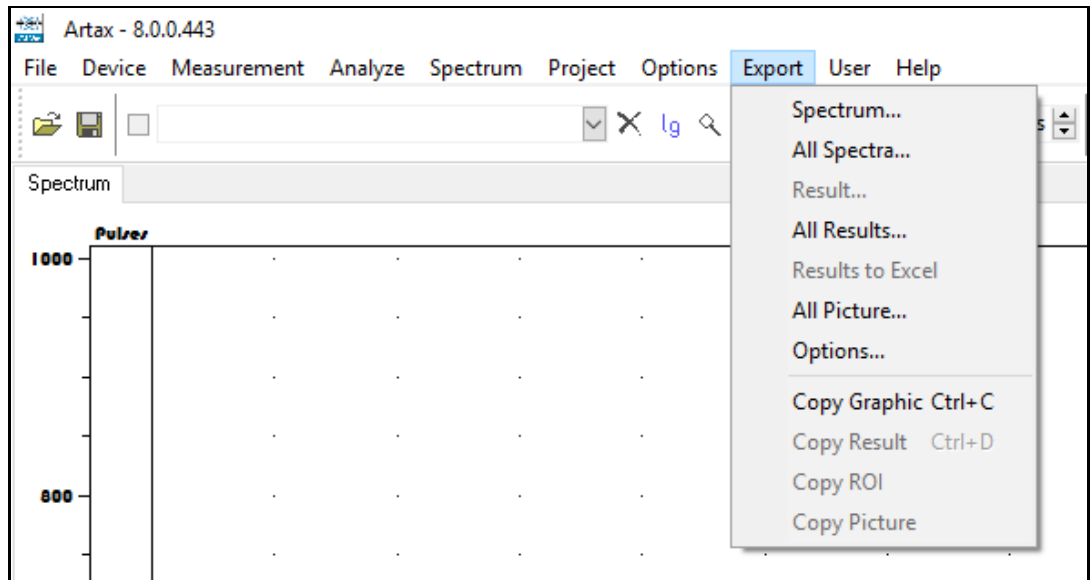 Artax - 8.0.0.443
File Device Measurement Analyze Spectrum Project Options Export User Help
lg
s
Spectrum...
All Spectra...
Result...
All Results...
Results to Excel
All Picture...
Options...
Copy Graphic Ctrl+C
Copy Result Ctrl+D
Copy ROI
Copy Picture
Spectrum
Pulses
1000
800